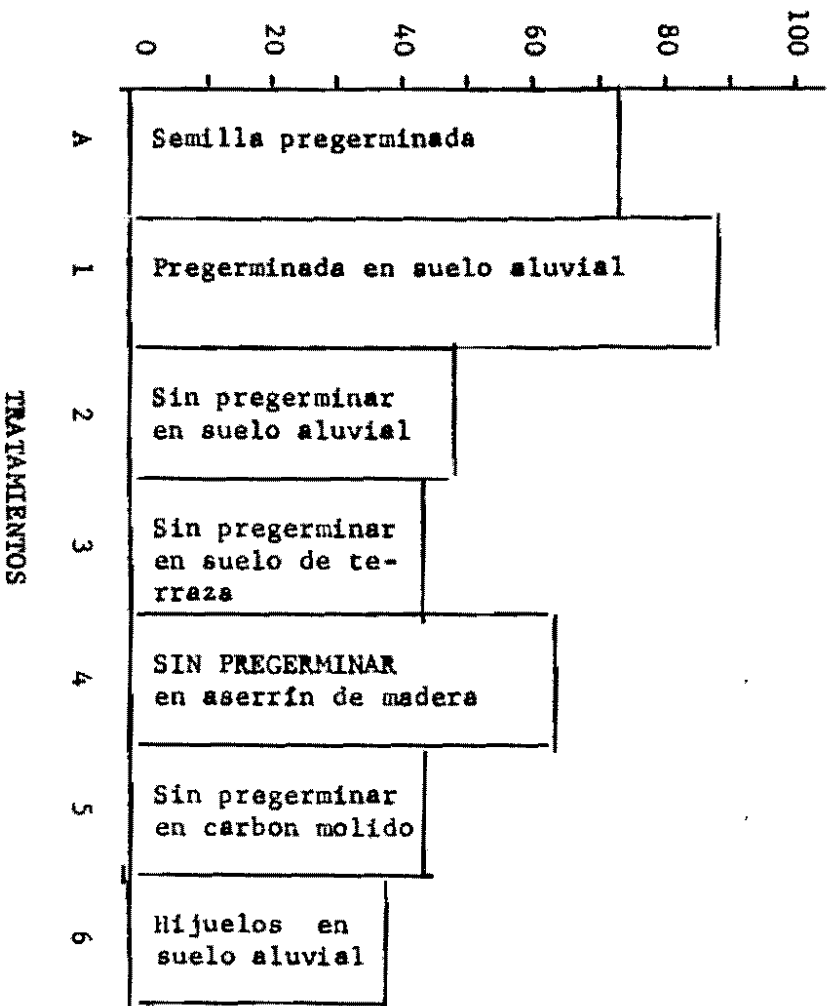 0
20
40
60
80
100
A
Semilla pregerminada
1
Pregerminada en suelo aluvial
2
Sin pregerminar
en suelo aluvial
3
Sin pregerminar
en suelo de te-
rraza
4
SIN PREGERMINAR
en aserrín de madera
5
Sin pregerminar
en carbon molido
6
Hijuelos en
suelo aluvial
TRATAMIENTOS